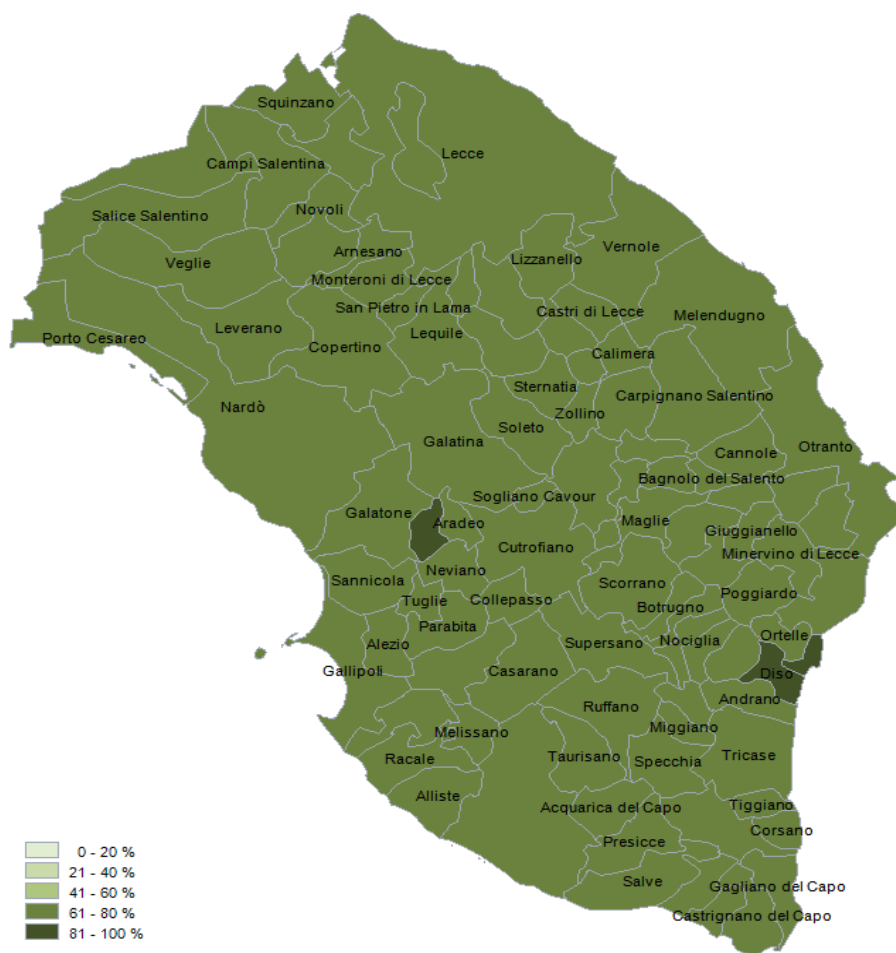 Squinzano
Lecce
Campi Salentina
Salice Salentino
Novoli
Vernole
Arnesano
Lizzanello
Veglie
Monteroni di Lecce
San Pietro in Lama
Castri di Lecce
Melendugno
Leverano
Lequile
Porto Cesareo
Copertino
Calimera
Sternatia
Carpignano Salentino
Nardò
Zollino
Soleto
Galatina
Otranto
Cannole
Bagnolo del Salento
Sogliano Cavour
Galatone
Aradeo
Maglie
Giuggianello
Cutrofiano
Minervino di Lecce
Neviano
Sannicola
Scorrano
Poggiardo
Tuglie
Collepasso
Botrugno
Parabita
Ortelle
Alezio
Supersano
Nociglia
Gallipoli
Casarano
Diso
Andrano
Ruffano
Miggiano
Melissano
Racale
Taurisano
Specchia
Tricase
Alliste
Acquarica del Capo
Tiggiano
Corsano
Presicce
Salve
Gagliano del Capo
Castrignano del Capo
0 - 20 %
21 - 40 %
41 - 60 %
61 - 80 %
81 - 100 %